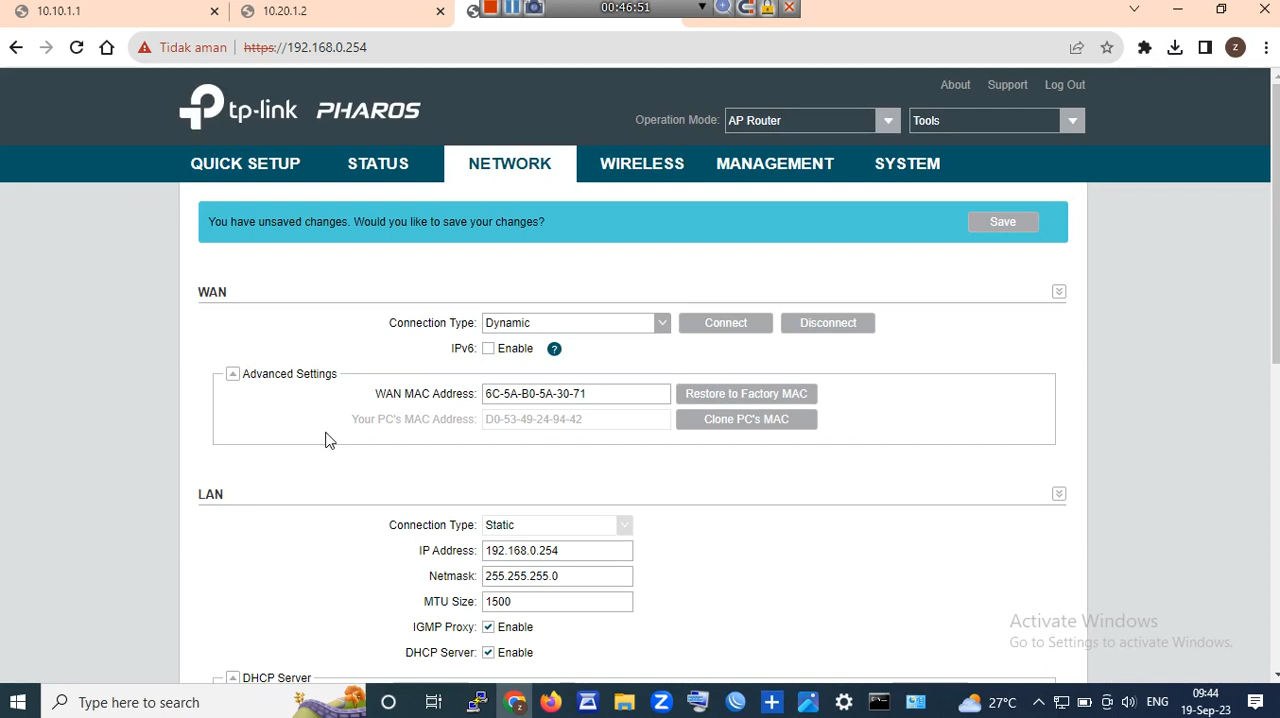 10.10.1.1
10.20.1.2
00:46:51
Tidak aman
https://192.168.0.254
z
About
Support
Log Out
tp-link PHAROS
Operation Mode:
AP Router
Tools
QUICK SETUP
STATUS
NETWORK
WIRELESS
MANAGEMENT
SYSTEM
You have unsaved changes. Would you like to save your changes?
Save
WAN
Connection Type:
Dynamic
Connect
Disconnect
IPv6:
Enable
?
Advanced Settings
WAN MAC Address:
6C-5A-B0-5A-30-71
Restore to Factory MAC
Your PC's MAC Address:
D0-53-49-24-94-42
Clone PC's MAC
LAN
Connection Type:
Static
IP Address:
192.168.0.254
Netmask:
255.255.255.0
MTU Size:
1500
IGMP Proxy:
Enable
DHCP Server:
Enable
DHCP Server
Activate Windows
Go to Settings to activate Windows.
Type here to search
27°C
ENG
09:44
19-Sep-23